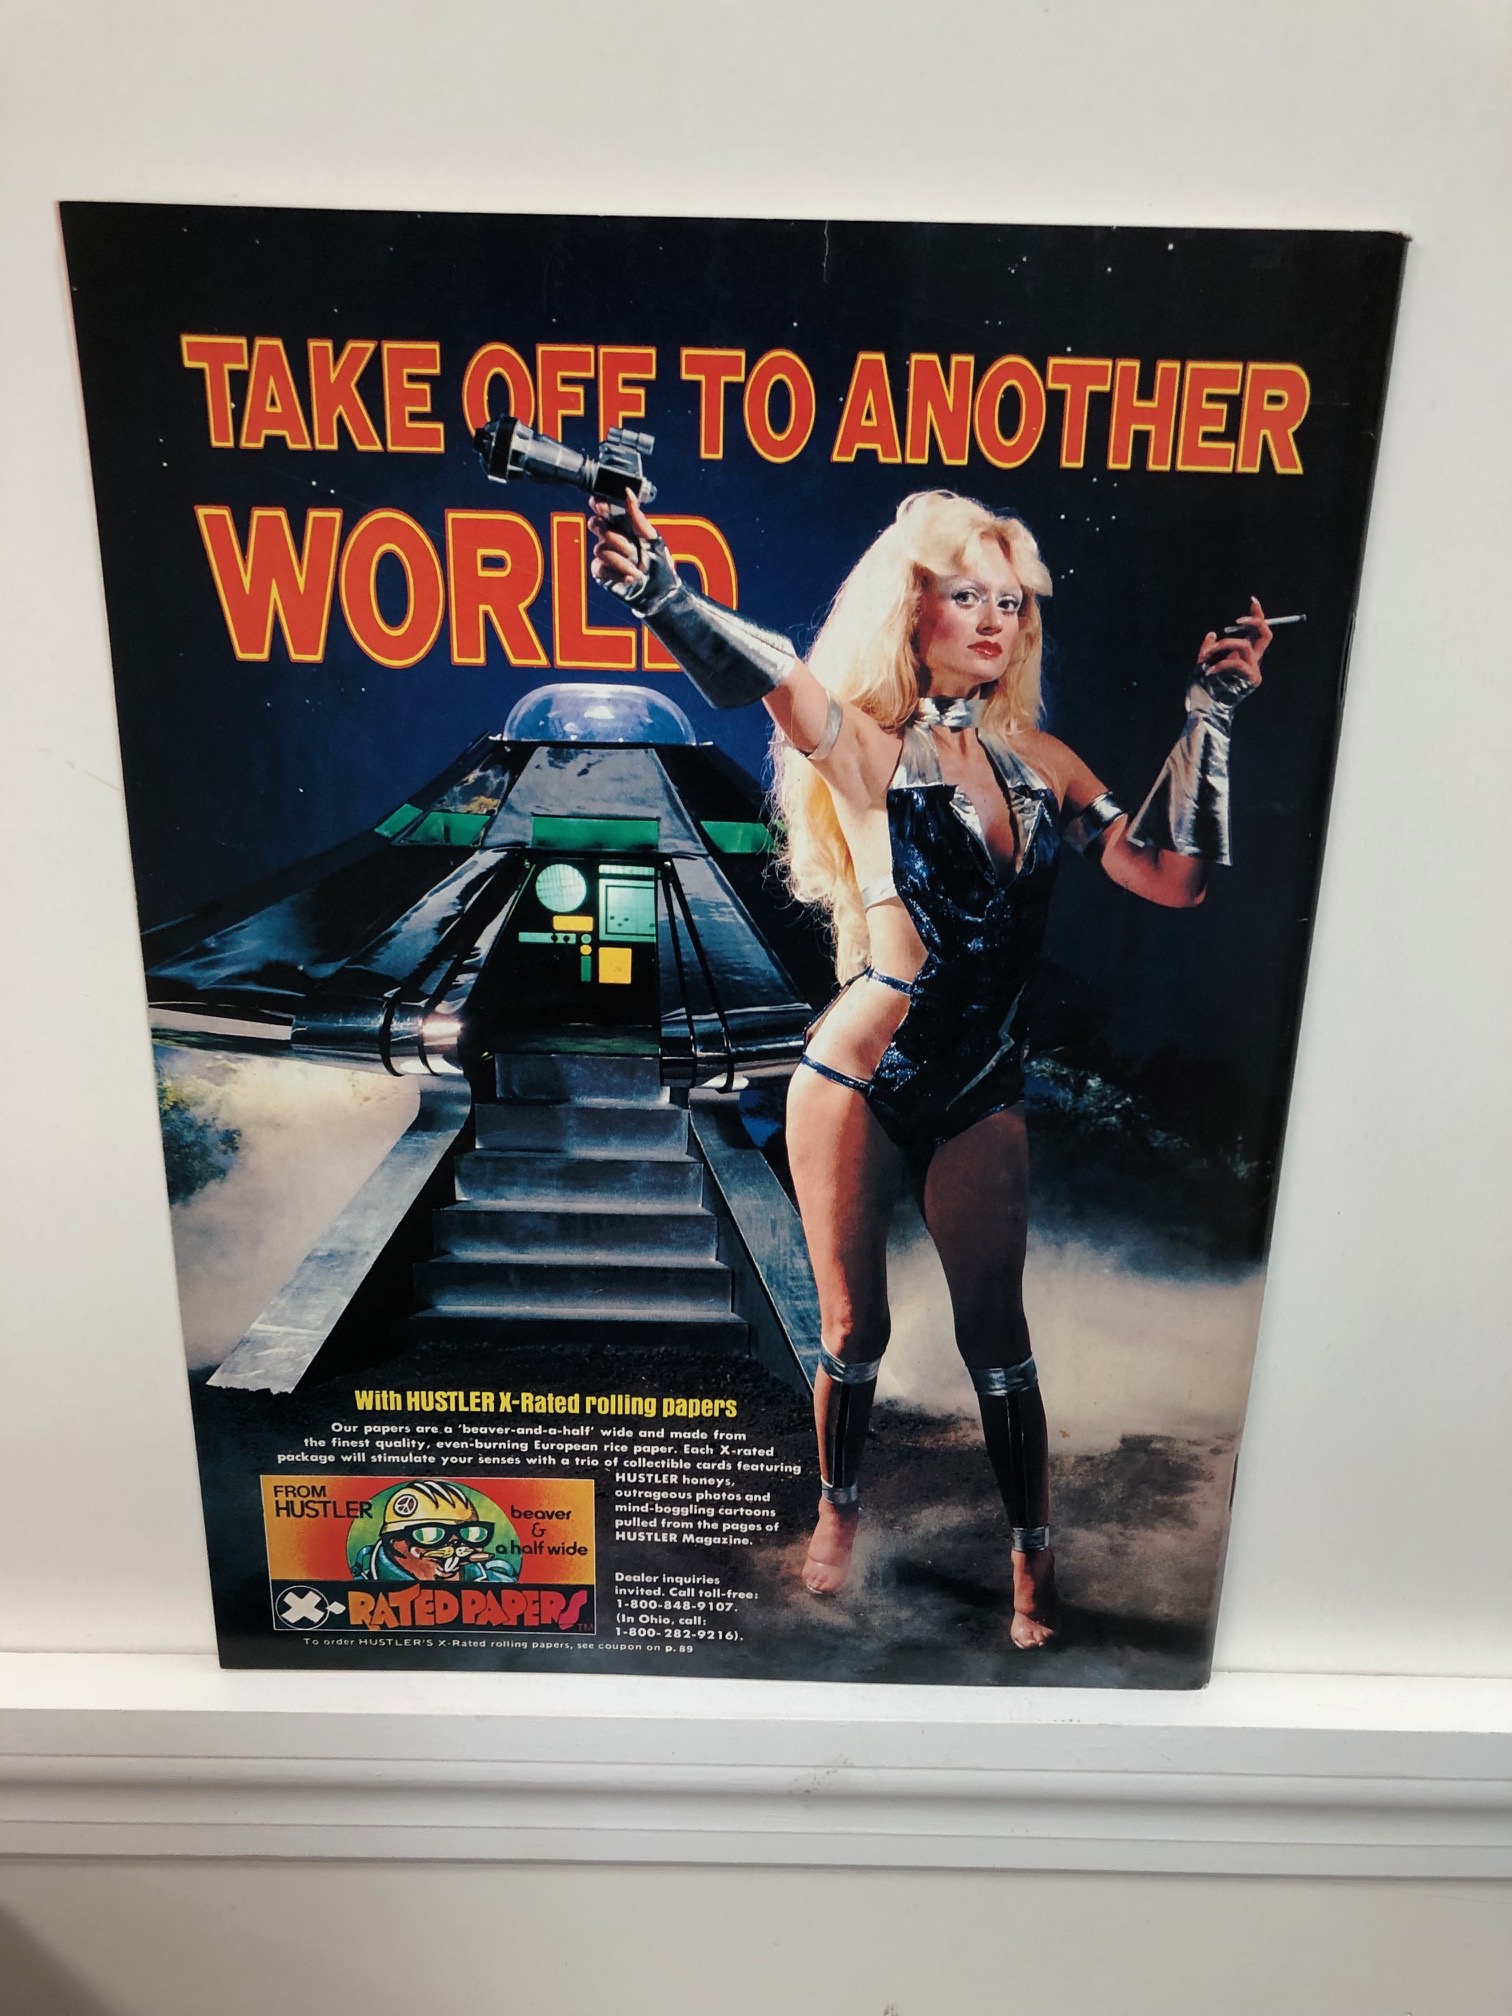 TAKE OFF TO ANOTHER
WORLD
With HUSTLER X-Rated rolling papers
Our papers are a 'beaver-and-a-half' wide and made from
the finest quality, even-burning European rice paper. Each X-rated
package will stimulate your senses with a trio of collectible cards featuring
HUSTLER honeys,
outrageous photos and
mind-boggling cartoons
pulled from the pages of
HUSTLER Magazine.
FROM
HUSTLER
beaver
&
a half wide
X-RATED PAPERS TM
Dealer inquiries
invited. Call toll-free:
1-800-848-9107.
(In Ohio, call:
1-800-282-9216).
To order HUSTLER'S X-Rated rolling papers, see coupon on p. 89